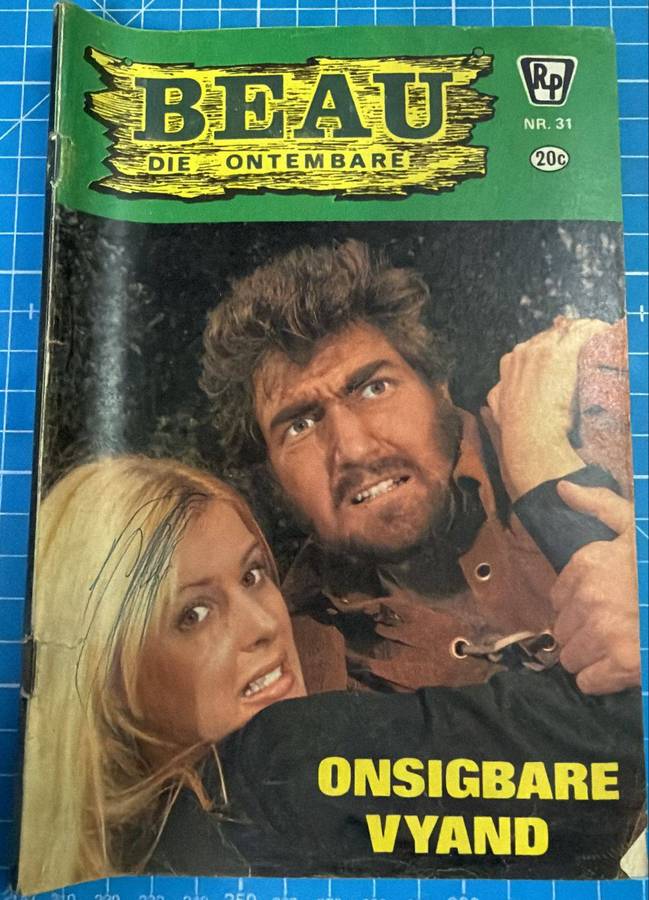 BEAU
DIE ONTEMBARE
RP
NR. 31
20c
ONSIGBARE
VYAND